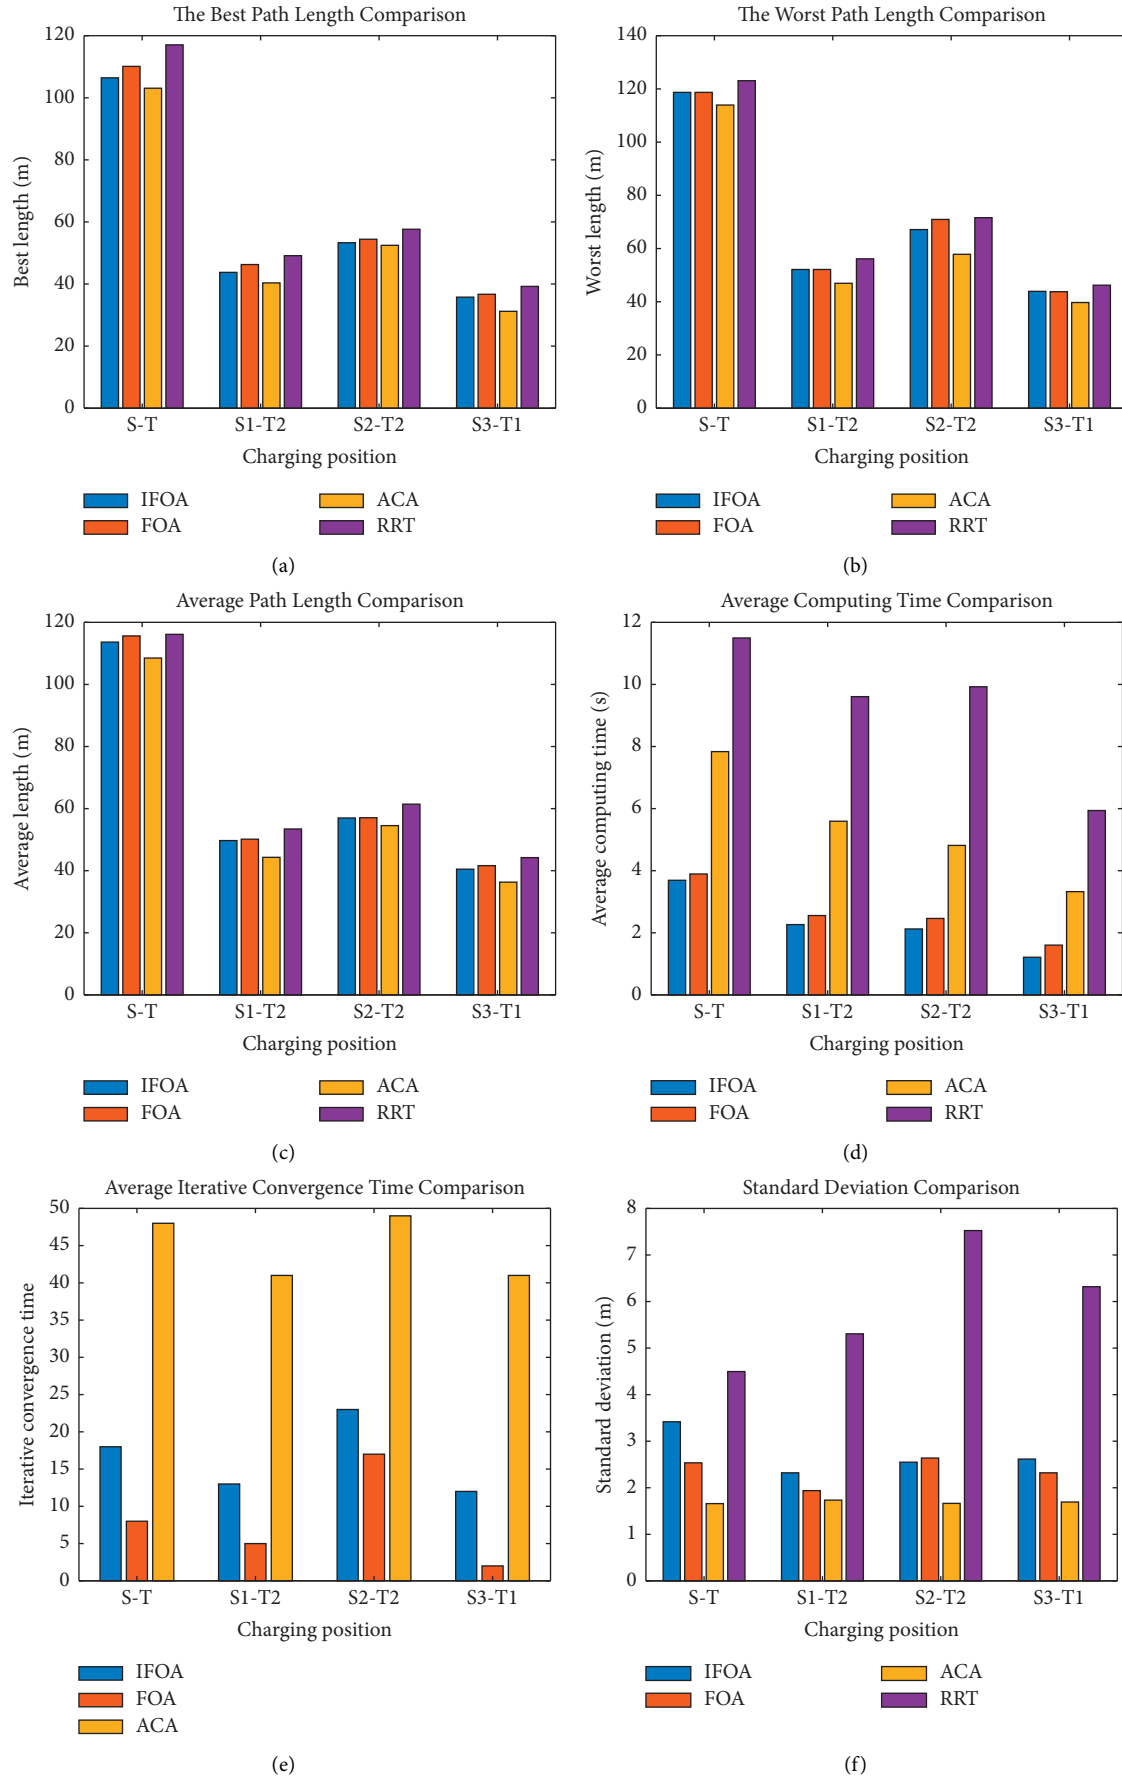 The Best Path Length Comparison
120
100
80
60
40
20
0
Best length (m)
S-T S1-T2 S2-T2 S3-T1
Charging position
IFOA ACA
FOA RRT
(a)
The Worst Path Length Comparison
140
120
100
80
60
40
20
0
Worst length (m)
S-T S1-T2 S2-T2 S3-T1
Charging position
IFOA ACA
FOA RRT
(b)
Average Path Length Comparison
120
100
80
60
40
20
0
Average length (m)
S-T S1-T2 S2-T2 S3-T1
Charging position
IFOA ACA
FOA RRT
(c)
Average Computing Time Comparison
12
10
8
6
4
2
0
Average computing time (s)
S-T S1-T2 S2-T2 S3-T1
Charging position
IFOA ACA
FOA RRT
(d)
Average Iterative Convergence Time Comparison
50
45
40
35
30
25
20
15
10
5
0
Iterative convergence time
S-T S1-T2 S2-T2 S3-T1
Charging position
IFOA
FOA
ACA
(e)
Standard Deviation Comparison
8
7
6
5
4
3
2
1
0
Standard deviation (m)
S-T S1-T2 S2-T2 S3-T1
Charging position
IFOA ACA
FOA RRT
(f)